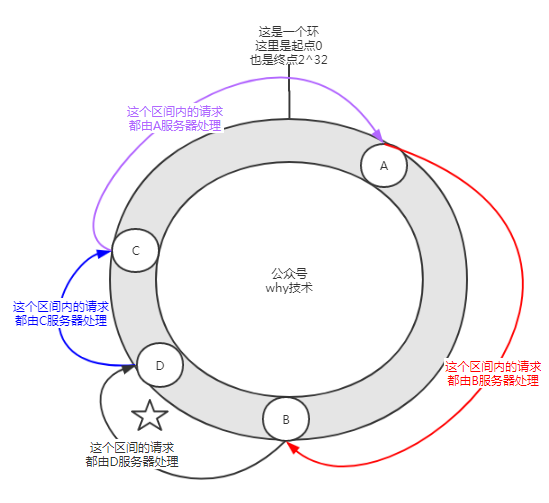 这是一个环
这里是起点0
也是终点2^32
这个区间内的请求
都由A服务器处理
A
C
公众号
why技术
这个区间内的请求
都由C服务器处理
D
这个区间内的请求
都由B服务器处理
B
这个区间的请求
都由D服务器处理